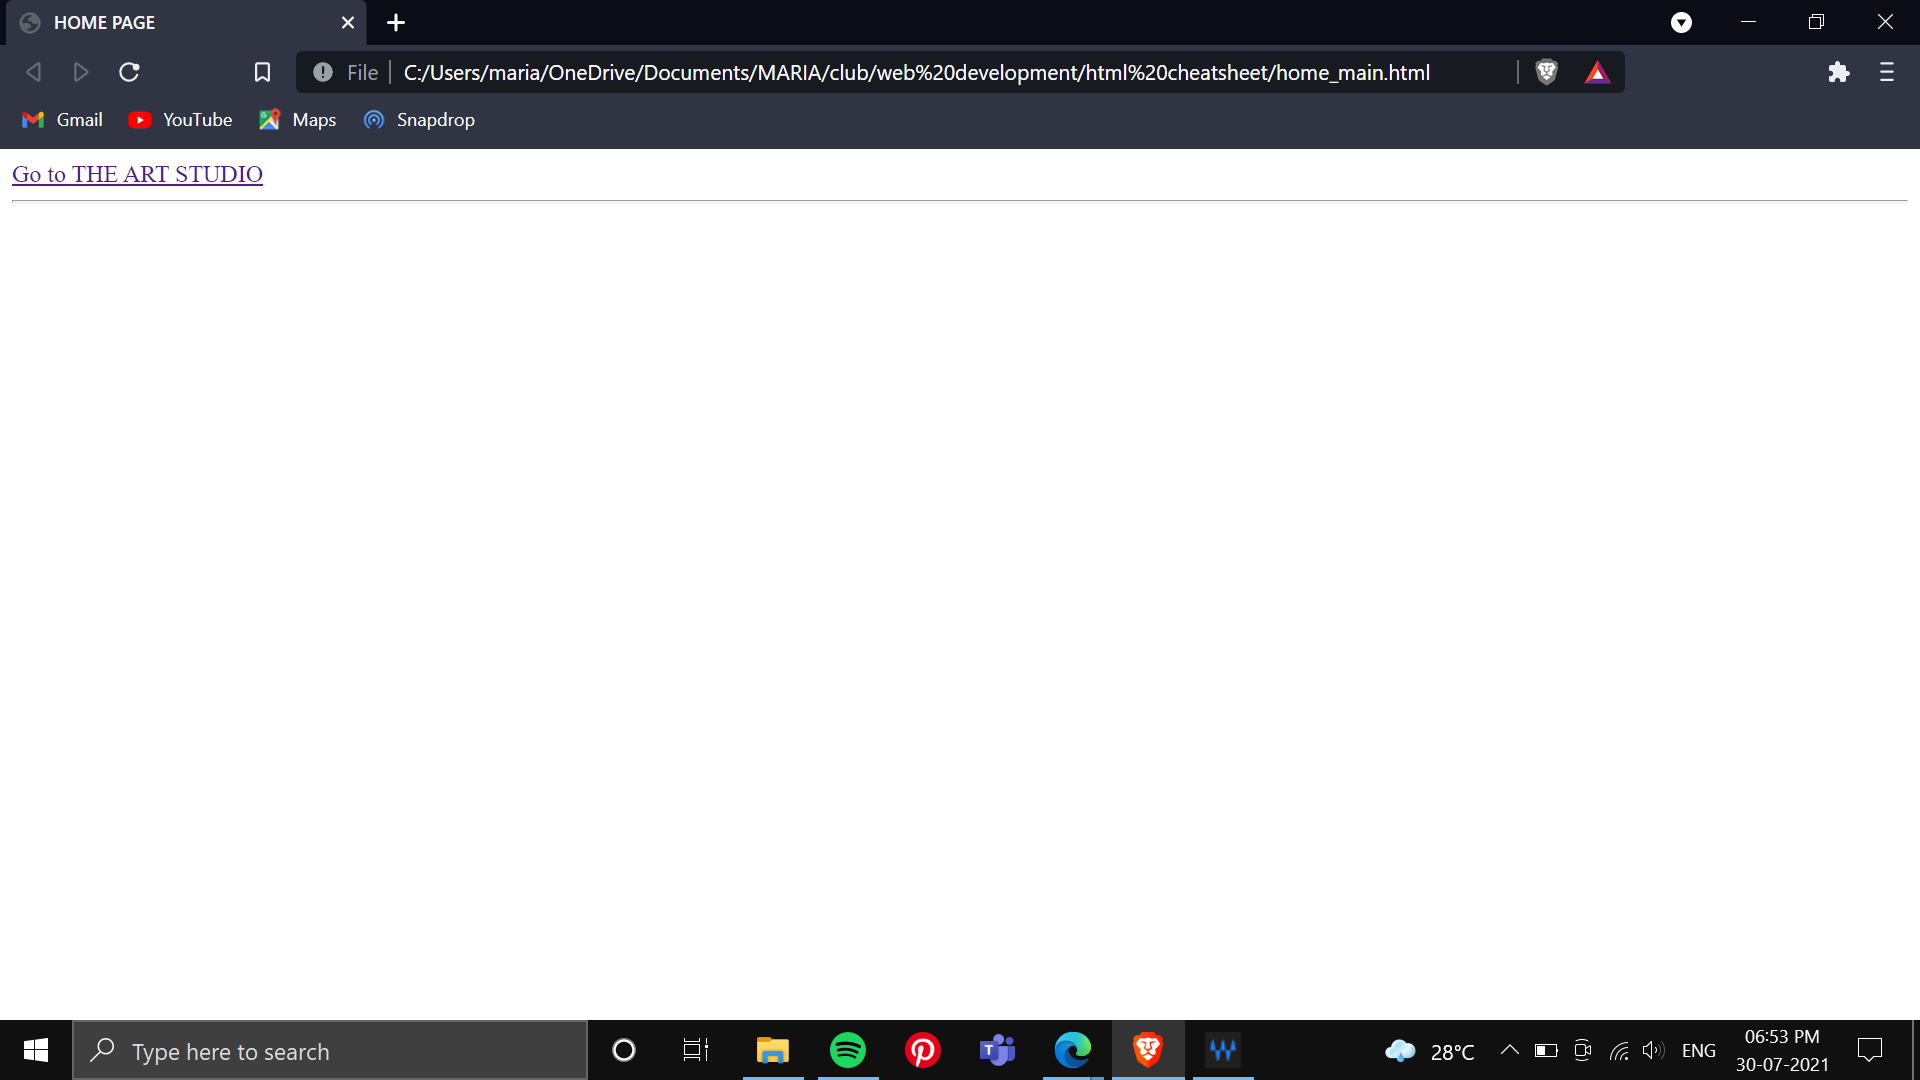 HOME PAGE
File C:/Users/maria/OneDrive/Documents/MARIA/club/web%20development/html%20cheatsheet/home_main.html
Gmail YouTube Maps Snapdrop
Go to THE ART STUDIO
Type here to search
28°C
ENG
06:53 PM
30-07-2021